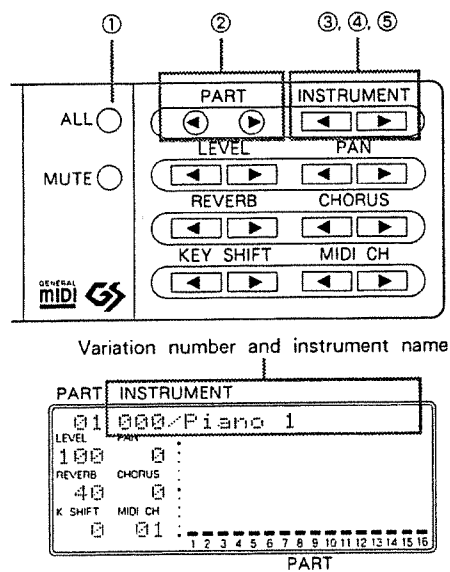 ① ② ③, ④, ⑤
PART INSTRUMENT
ALL
LEVEL PAN
MUTE
REVERB CHORUS
KEY SHIFT MIDI CH
GENERAL
MIDI GS
Variation number and instrument name
PART INSTRUMENT
01 000/Piano 1
LEVEL PAN
100 0
REVERB CHORUS
40 0
K SHIFT MIDI CH
0 01
1 2 3 4 5 6 7 8 9 10 11 12 13 14 15 16
PART